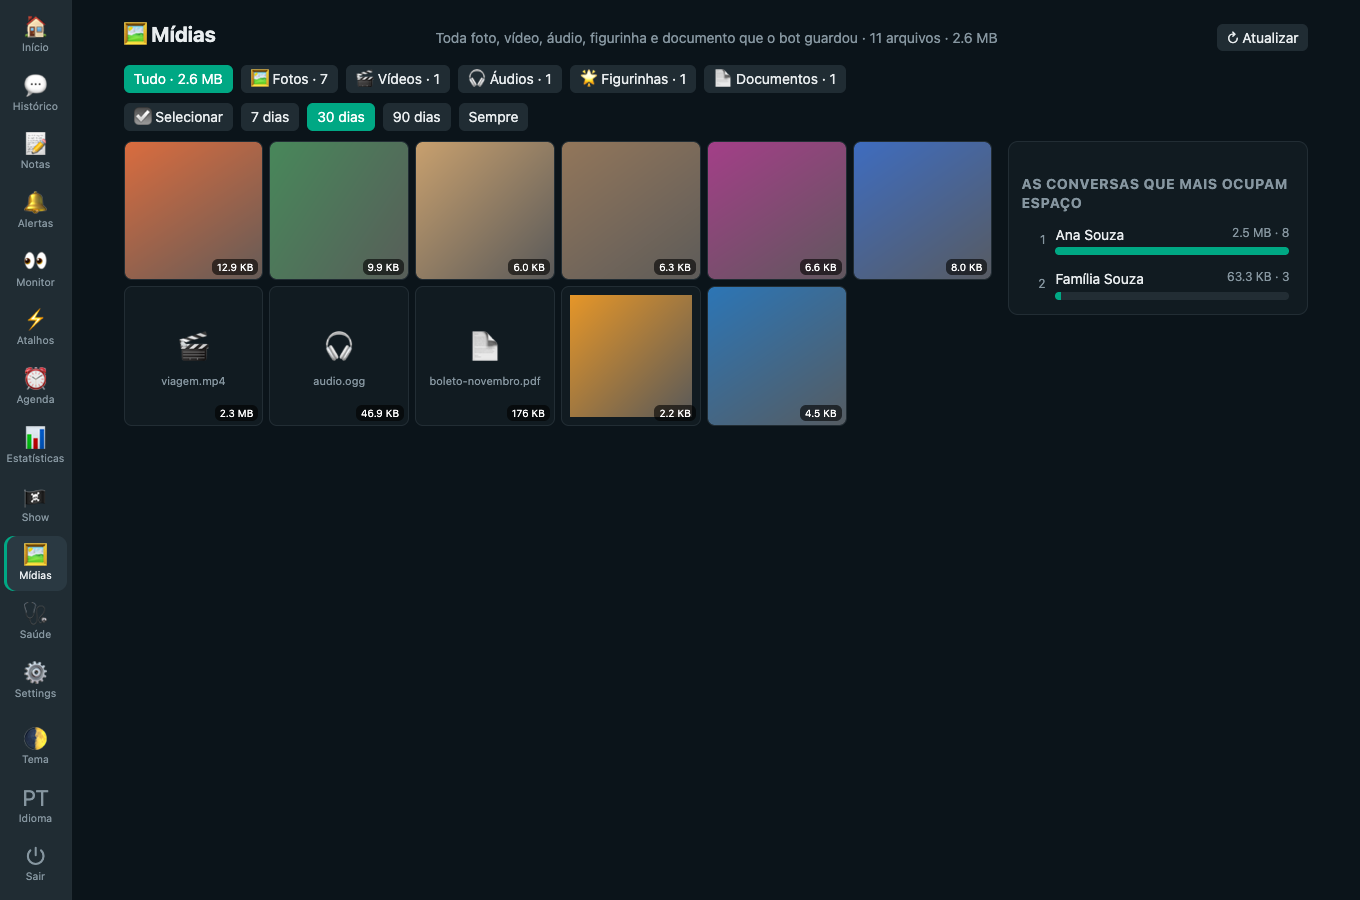 Início
Histórico
Notas
Alertas
Monitor
Atalhos
Agenda
Estatísticas
Show
Mídias
Saúde
Settings
Tema
PT
Idioma
Sair
Mídias
Toda foto, vídeo, áudio, figurinha e documento que o bot guardou · 11 arquivos · 2.6 MB
Atualizar
Tudo · 2.6 MB
Fotos · 7
Vídeos · 1
Áudios · 1
Figurinhas · 1
Documentos · 1
Selecionar
7 dias
30 dias
90 dias
Sempre
12.9 KB
9.9 KB
6.0 KB
6.3 KB
6.6 KB
8.0 KB
viagem.mp4
2.3 MB
audio.ogg
46.9 KB
boleto-novembro.pdf
176 KB
2.2 KB
4.5 KB
AS CONVERSAS QUE MAIS OCUPAM
ESPAÇO
1 Ana Souza 2.5 MB · 8
2 Família Souza 63.3 KB · 3